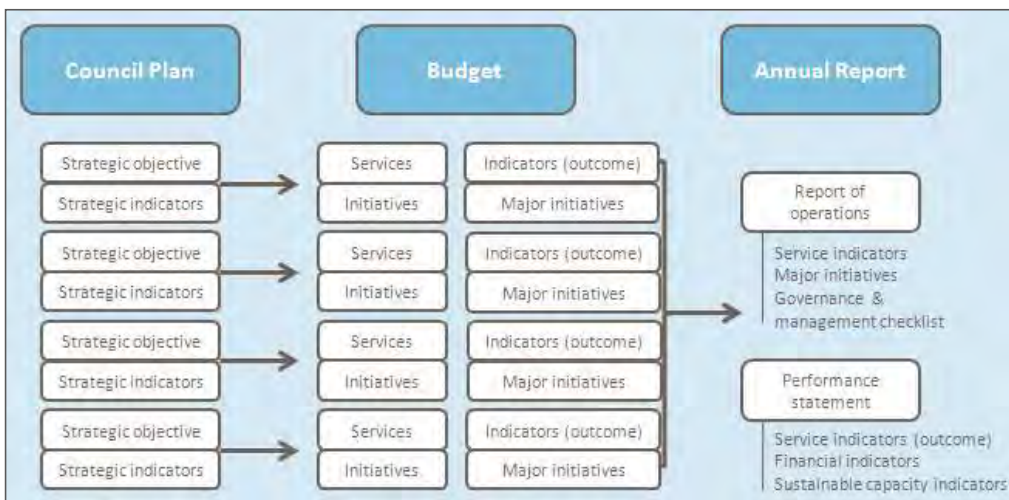 Council Plan
Budget
Annual Report
Strategic objective
Strategic indicators
Services
Initiatives
Indicators (outcome)
Major initiatives
Strategic objective
Strategic indicators
Services
Initiatives
Indicators (outcome)
Major initiatives
Strategic objective
Strategic indicators
Services
Initiatives
Indicators (outcome)
Major initiatives
Strategic objective
Strategic indicators
Services
Initiatives
Indicators (outcome)
Major initiatives
Report of
operations
Service indicators
Major initiatives
Governance &
management checklist
Performance
statement
Service indicators (outcome)
Financial indicators
Sustainable capacity indicators